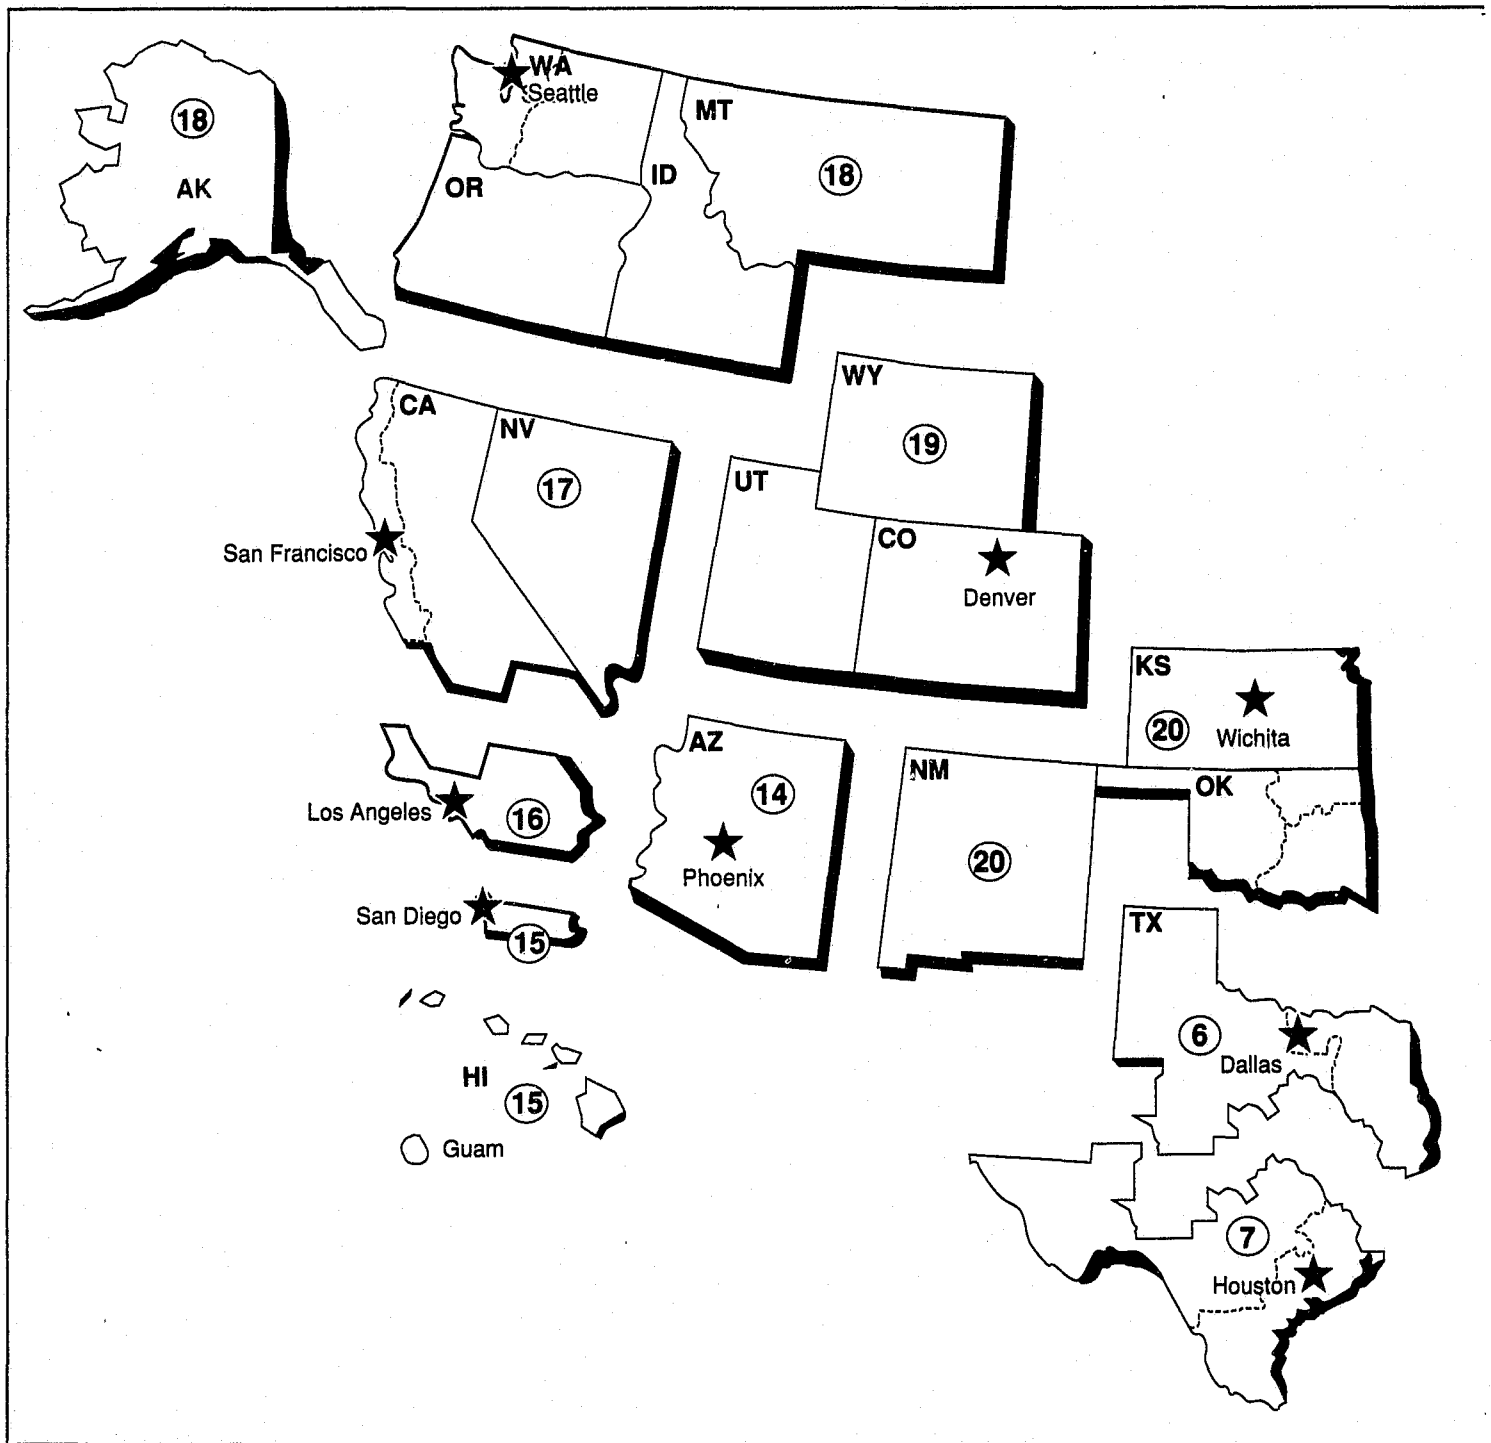 WA
Seattle
MT
18
18
ID
AK
OR
WY
CA
NV
19
UT
17
CO
San Francisco
Denver
KS
20
Wichita
AZ
NM
OK
14
Los Angeles
16
20
Phoenix
San Diego
15
TX
6
Dallas
HI
15
Guam
7
Houston